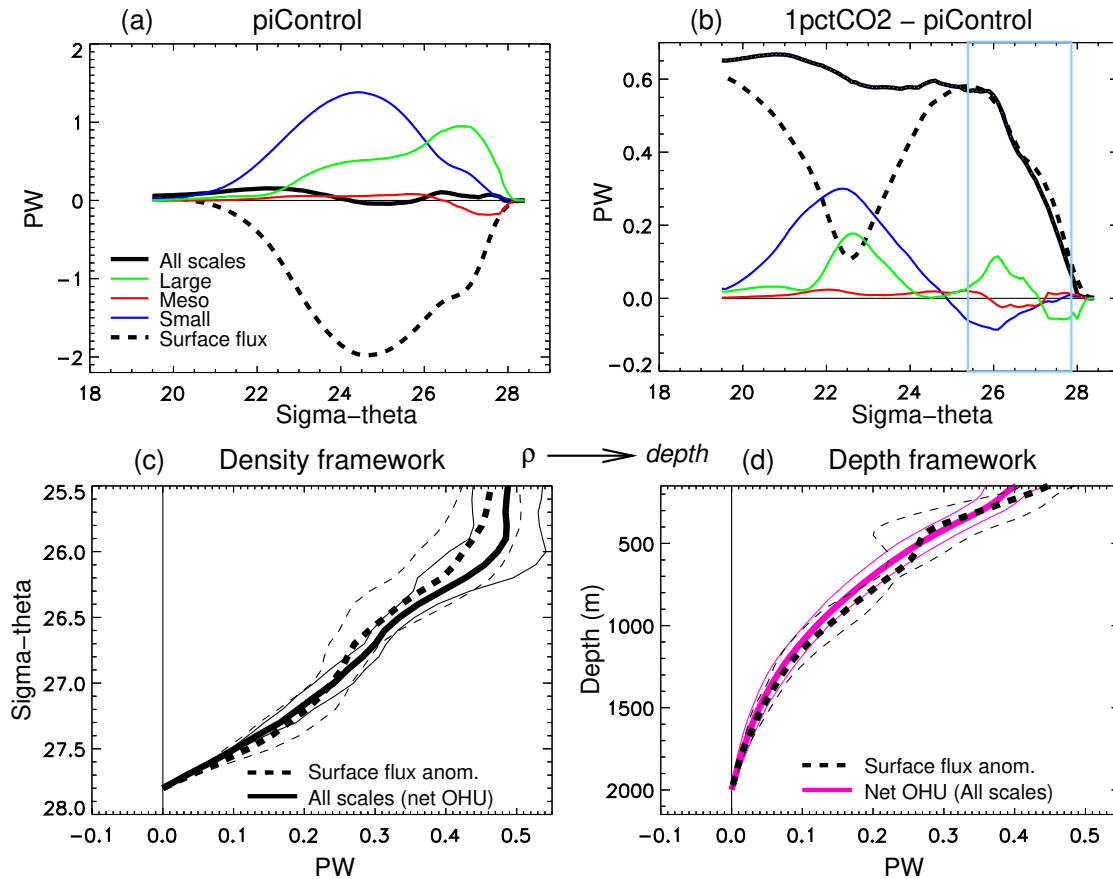 (a) piControl
PW
2
1
0
−1
−2
All scales
Large
Meso
Small
Surface flux
18 20 22 24 26 28
Sigma−theta
(b) 1pctCO2 − piControl
PW
0.6
0.4
0.2
0.0
−0.2
18 20 22 24 26 28
Sigma−theta
ρ depth
(c) Density framework
Sigma−theta
25.5
26.0
26.5
27.0
27.5
28.0
Surface flux anom.
All scales (net OHU)
−0.1 0.0 0.1 0.2 0.3 0.4 0.5
PW
(d) Depth framework
Depth (m)
500
1000
1500
2000
Surface flux anom.
Net OHU (All scales)
−0.1 0.0 0.1 0.2 0.3 0.4 0.5
PW